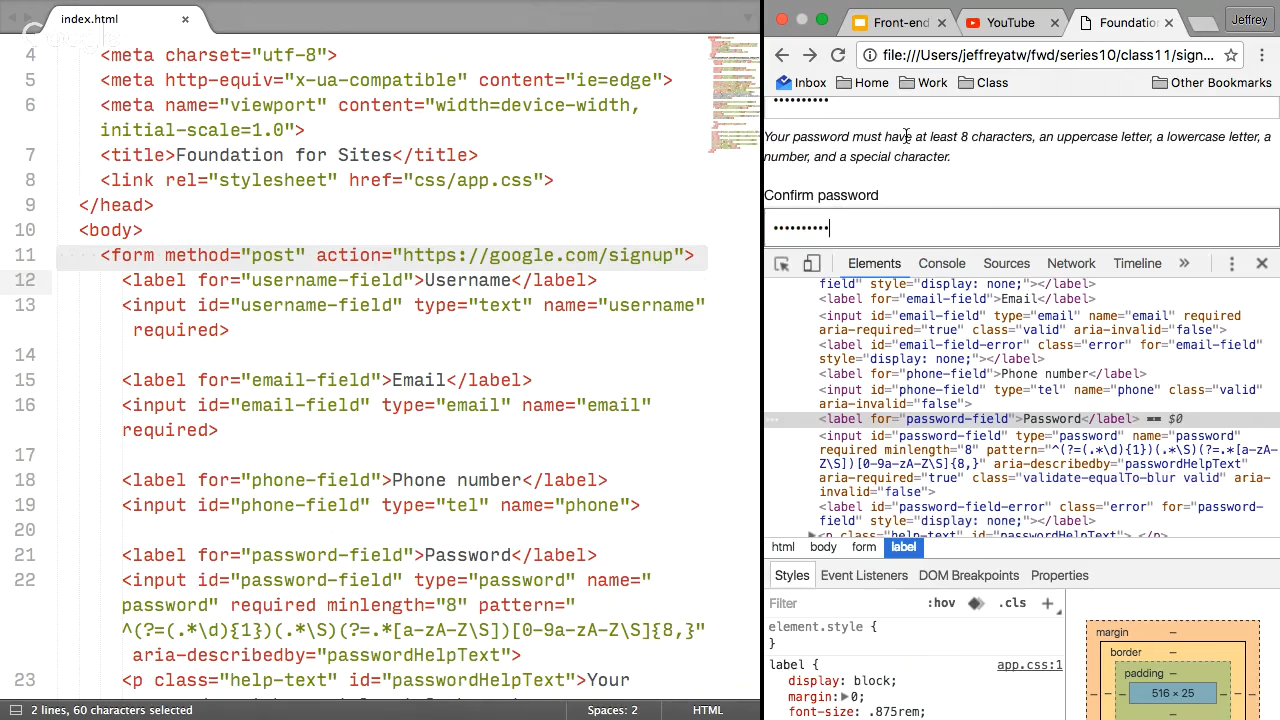 index.html
Google
4 <meta charset="utf-8">
5 <meta http-equiv="x-ua-compatible" content="ie=edge">
6 <meta name="viewport" content="width=device-width,
initial-scale=1.0">
7 <title>Foundation for Sites</title>
8 <link rel="stylesheet" href="css/app.css">
9 </head>
10 <body>
11 <form method="post" action="https://google.com/signup">
12 <label for="username-field">Username</label>
13 <input id="username-field" type="text" name="username"
required>
14
15 <label for="email-field">Email</label>
16 <input id="email-field" type="email" name="email"
required>
17
18 <label for="phone-field">Phone number</label>
19 <input id="phone-field" type="tel" name="phone">
20
21 <label for="password-field">Password</label>
22 <input id="password-field" type="password" name="
password" required minlength="8" pattern="
^(?=(.*\d){1})(.*\S)(?=.*[a-zA-Z\S])[0-9a-zA-Z\S]{8,}"
aria-describedby="passwordHelpText">
23 <p class="help-text" id="passwordHelpText">Your
2 lines, 60 characters selected
Spaces: 2
HTML
Front-end
YouTube
Foundation
Jeffrey
file:///Users/jeffreyatw/fwd/series10/class11/sign...
Inbox Home Work Class Other Bookmarks
Your password must have at least 8 characters, an uppercase letter, a lowercase letter, a
number, and a special character.
Confirm password
Elements Console Sources Network Timeline »
field" style="display: none;"></label>
<label for="email-field">Email</label>
<input id="email-field" type="email" name="email" required
aria-required="true" class="valid" aria-invalid="false">
<label id="email-field-error" class="error" for="email-field"
style="display: none;"></label>
<label for="phone-field">Phone number</label>
<input id="phone-field" type="tel" name="phone" class="valid"
aria-invalid="false">
<label for="password-field">Password</label> == $0
<input id="password-field" type="password" name="password"
required minlength="8" pattern="^(?=(.*\d){1})(.*\S)(?=.*[a-zA-
Z\S])[0-9a-zA-Z\S]{8,}" aria-describedby="passwordHelpText"
aria-required="true" class="validate-equalTo-blur valid" aria-
invalid="false">
<label id="password-field-error" class="error" for="password-
field" style="display: none;"></label>
<p class="help-text" id="passwordHelpText">…</p>
html body form label
Styles Event Listeners DOM Breakpoints Properties
Filter :hov .cls +
element.style {
}
label { app.css:1
display: block;
margin: 0;
font-size: .875rem;
margin –
border –
padding –
516 × 25